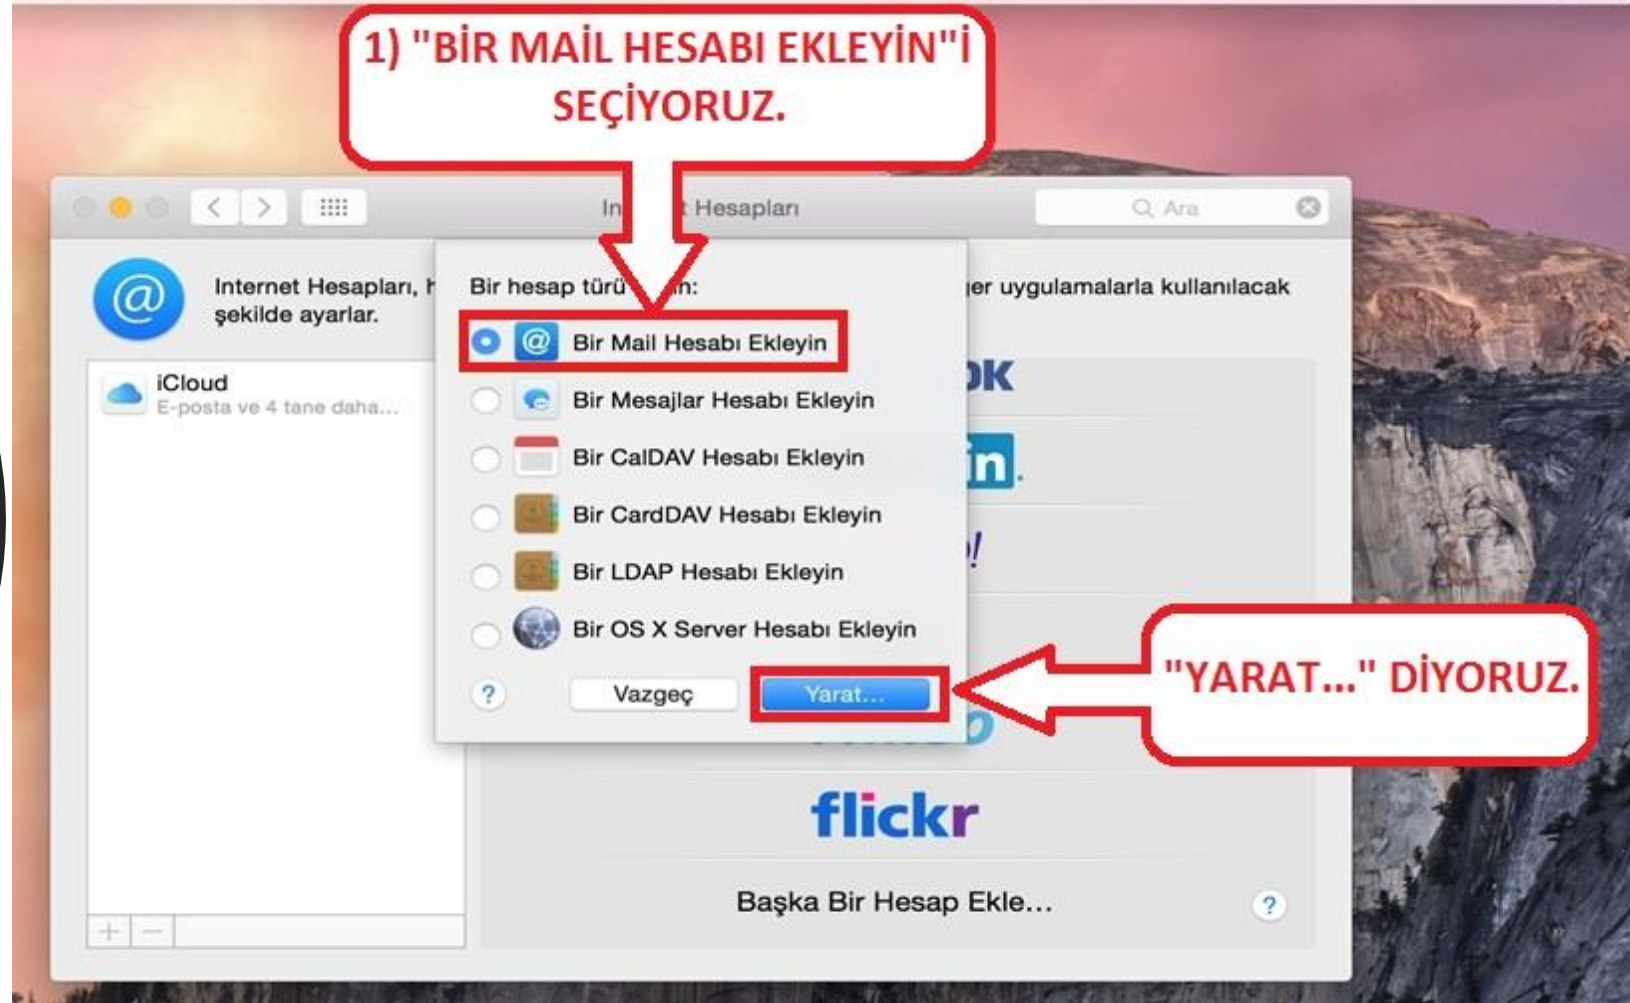 1) "BİR MAİL HESABI EKLEYİN"İ
SEÇİYORUZ.
Hesapları
Ara
Internet Hesapları,
şekilde ayarlar.
Bir hesap türü
uygulamalarla kullanılacak
Bir Mail Hesabı Ekleyin
iCloud
E-posta ve 4 tane daha...
Bir Mesajlar Hesabı Ekleyin
Bir CalDAV Hesabı Ekleyin
in
Bir CardDAV Hesabı Ekleyin
Bir LDAP Hesabı Ekleyin
Bir OS X Server Hesabı Ekleyin
? Vazgeç Yarat...
"YARAT..." DİYORUZ.
flickr
Başka Bir Hesap Ekle...
?